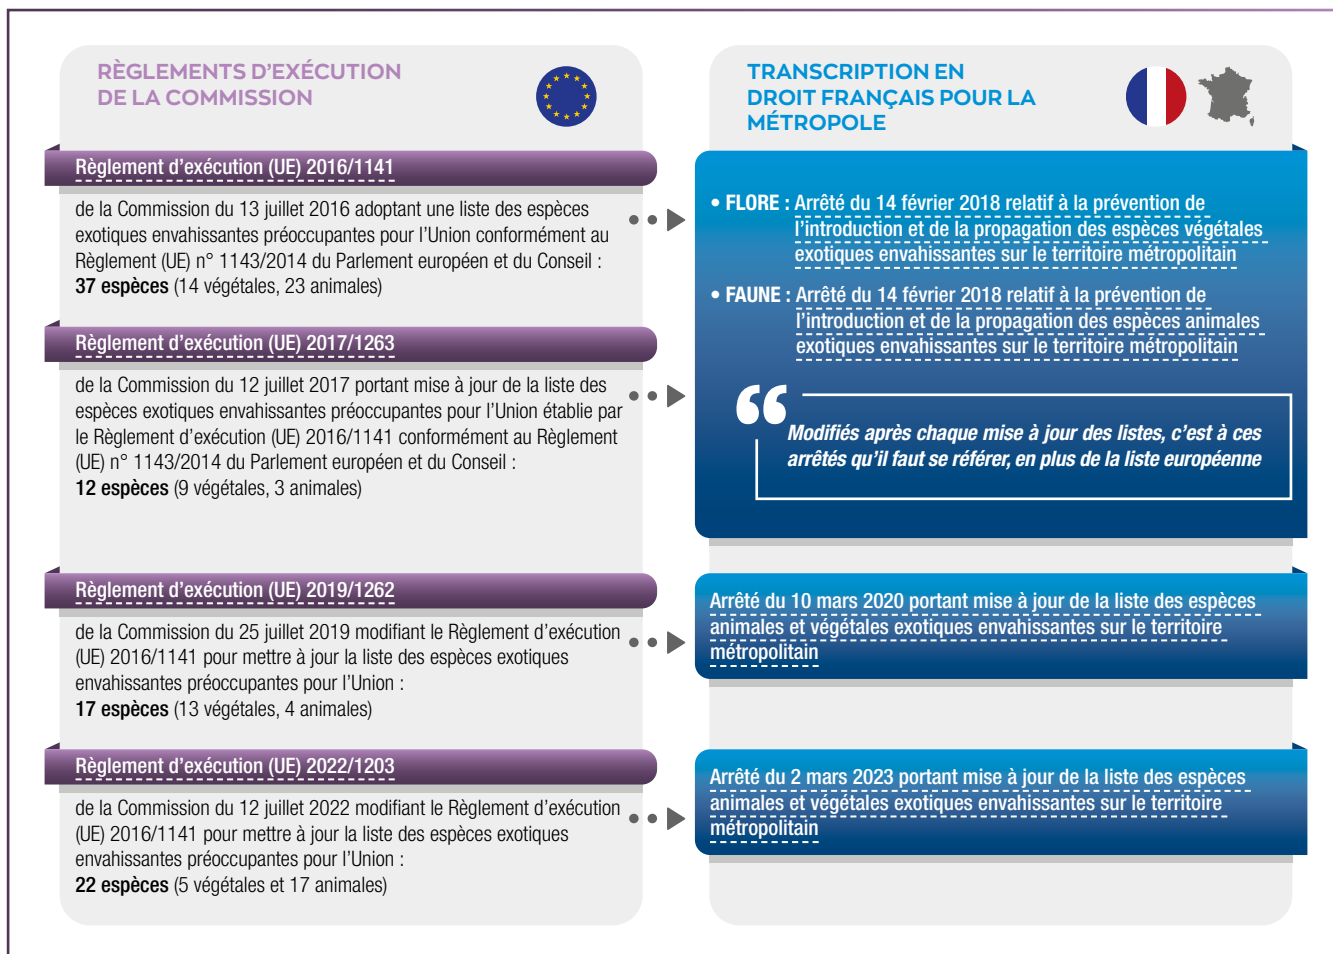 RÈGLEMENTS D'EXÉCUTION
DE LA COMMISSION
Règlement d'exécution (UE) 2016/1141
de la Commission du 13 juillet 2016 adoptant une liste des espèces
exotiques envahissantes préoccupantes pour l'Union conformément au
Règlement (UE) n° 1143/2014 du Parlement européen et du Conseil :
37 espèces (14 végétales, 23 animales)
Règlement d'exécution (UE) 2017/1263
de la Commission du 12 juillet 2017 portant mise à jour de la liste des
espèces exotiques envahissantes préoccupantes pour l'Union établie par
le Règlement d'exécution (UE) 2016/1141 conformément au Règlement
(UE) n° 1143/2014 du Parlement européen et du Conseil :
12 espèces (9 végétales, 3 animales)
Règlement d'exécution (UE) 2019/1262
de la Commission du 25 juillet 2019 modifiant le Règlement d'exécution
(UE) 2016/1141 pour mettre à jour la liste des espèces exotiques
envahissantes préoccupantes pour l'Union :
17 espèces (13 végétales, 4 animales)
Règlement d'exécution (UE) 2022/1203
de la Commission du 12 juillet 2022 modifiant le Règlement d'exécution
(UE) 2016/1141 pour mettre à jour la liste des espèces exotiques
envahissantes préoccupantes pour l'Union :
22 espèces (5 végétales et 17 animales)
TRANSCRIPTION EN
DROIT FRANÇAIS POUR LA
MÉTROPOLE
• FLORE : Arrêté du 14 février 2018 relatif à la prévention de
l'introduction et de la propagation des espèces végétales
exotiques envahissantes sur le territoire métropolitain
• FAUNE : Arrêté du 14 février 2018 relatif à la prévention de
l'introduction et de la propagation des espèces animales
exotiques envahissantes sur le territoire métropolitain
“
Modifiés après chaque mise à jour des listes, c'est à ces
arrêtés qu'il faut se référer, en plus de la liste européenne
Arrêté du 10 mars 2020 portant mise à jour de la liste des espèces
animales et végétales exotiques envahissantes sur le territoire
métropolitain
Arrêté du 2 mars 2023 portant mise à jour de la liste des espèces
animales et végétales exotiques envahissantes sur le territoire
métropolitain